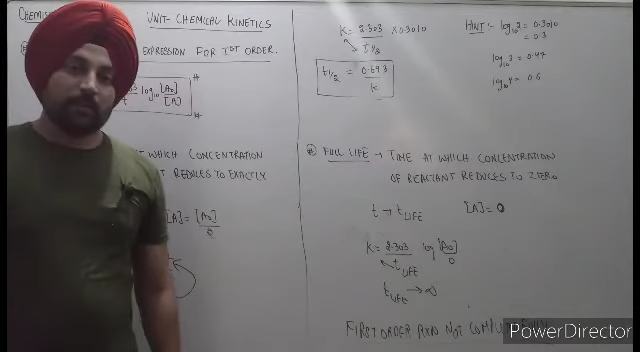 CHEMIS
UNIT- CHEMICAL KINETICS
EXPRESSION FOR IST ORDER.
log10 [A0]/[A]
WHICH CONCENTRATION
REDUCES TO EXACTLY
[A] = [A0]/2
K = 2.303/t1/2 × 0.3010
t1/2 = 0.693/K
HINT:- log10 2 = 0.3010
= 0.3
log10 3 = 0.47
log10 4 = 0.6
FULL LIFE → TIME AT WHICH CONCENTRATION
OF REACTANT REDUCES TO ZERO
t → tLIFE [A] = 0
K = 2.303/tLIFE log [A0]/0
tLIFE → ∞
FIRST ORDER RXN NOT
PowerDirector